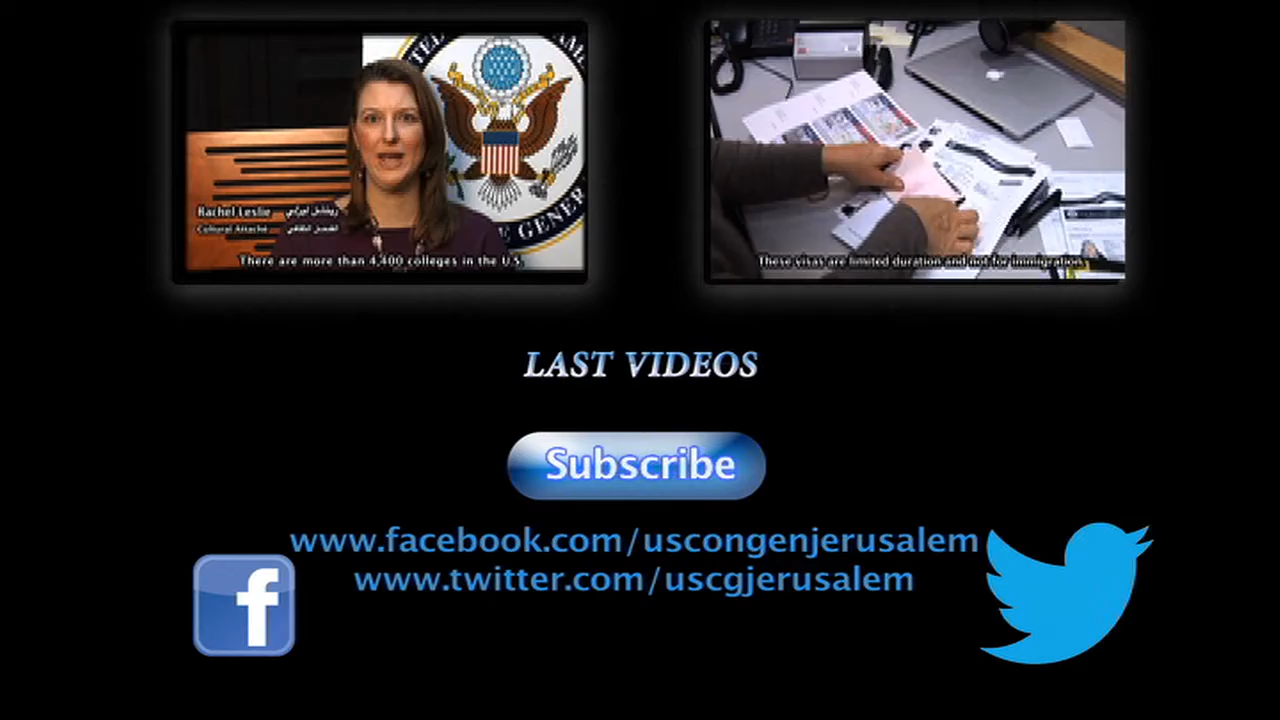 Rachel Leslie
Cultural Attaché
There are more than 4,400 colleges in the U.S.
These visas are limited duration and not for immigration.
LAST VIDEOS
Subscribe
www.facebook.com/uscongenjerusalem
www.twitter.com/uscgjerusalem